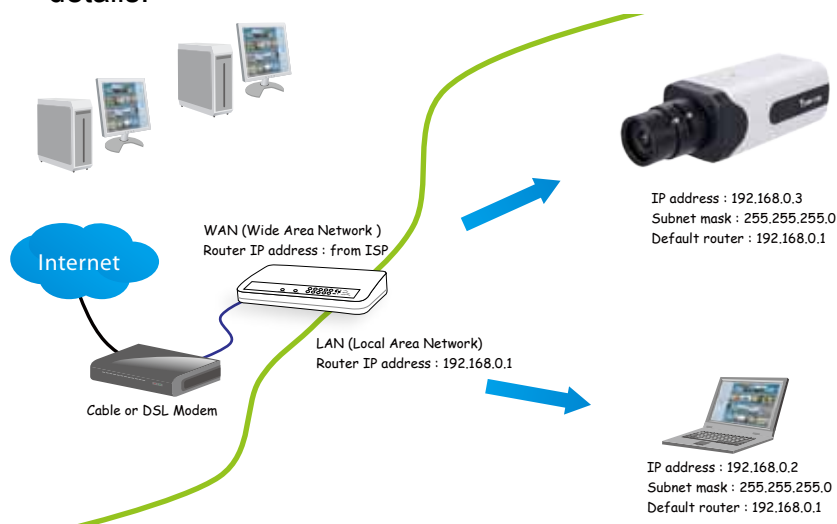 details.
WAN (Wide Area Network )
Router IP address : from ISP
Internet
LAN (Local Area Network)
Router IP address : 192.168.0.1
Cable or DSL Modem
IP address : 192.168.0.3
Subnet mask : 255.255.255.0
Default router : 192.168.0.1
IP address : 192.168.0.2
Subnet mask : 255.255.255.0
Default router : 192.168.0.1